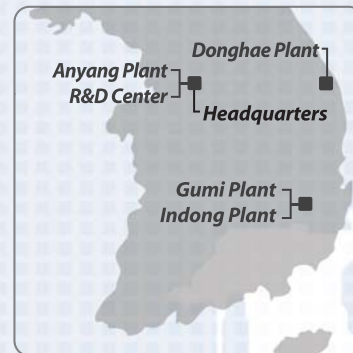 Donghae Plant
Anyang Plant
R&D Center
Headquarters
Gumi Plant
Indong Plant